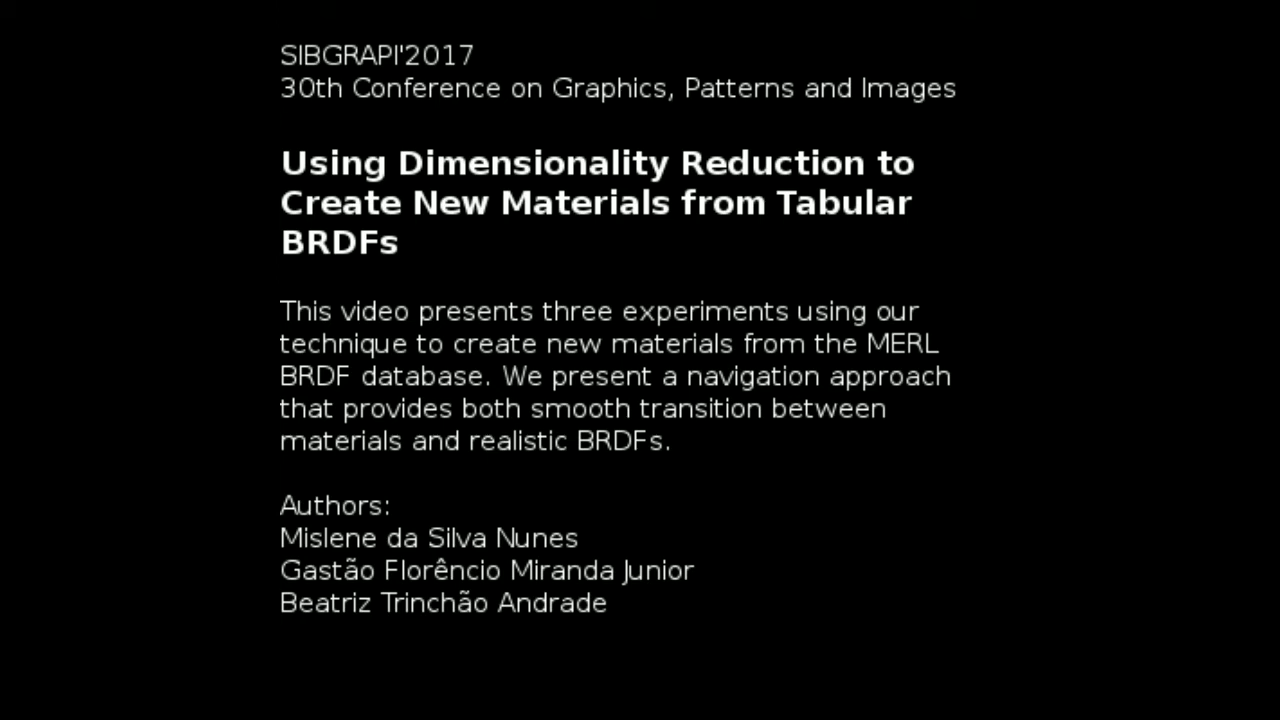 SIBGRAPI'2017
30th Conference on Graphics, Patterns and Images
Using Dimensionality Reduction to
Create New Materials from Tabular
BRDFs
This video presents three experiments using our
technique to create new materials from the MERL
BRDF database. We present a navigation approach
that provides both smooth transition between
materials and realistic BRDFs.
Authors:
Mislene da Silva Nunes
Gastão Florêncio Miranda Junior
Beatriz Trinchão Andrade